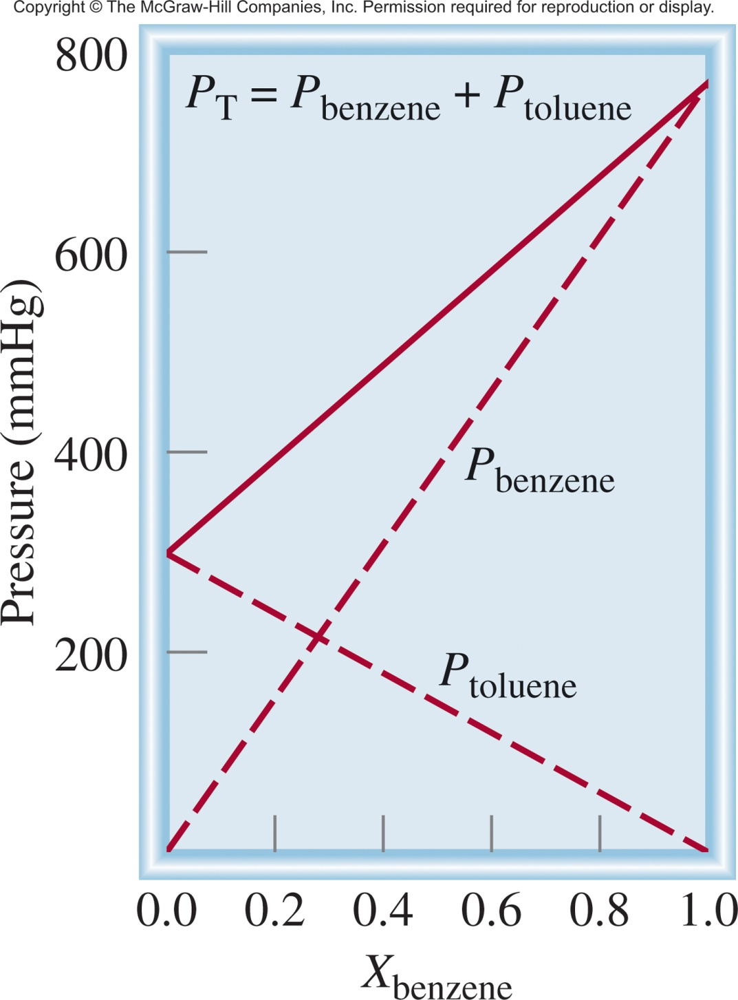 Copyright © The McGraw-Hill Companies, Inc. Permission required for reproduction or display.
800
P_T = P_benzene + P_toluene
600
Pressure (mmHg)
400
P_benzene
200
P_toluene
0.0 0.2 0.4 0.6 0.8 1.0
X_benzene